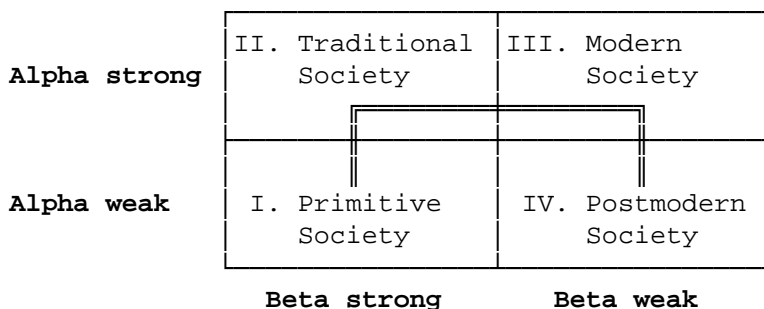 II. Traditional Society
III. Modern Society
Alpha strong
I. Primitive Society
IV. Postmodern Society
Alpha weak
Beta strong
Beta weak